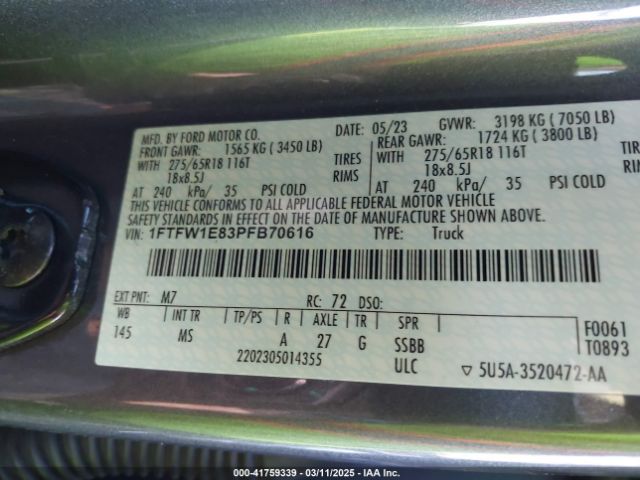 MFD. BY FORD MOTOR CO. DATE: 05/23 GVWR: 3198 KG ( 7050 LB)
FRONT GAWR: 1565 KG ( 3450 LB) REAR GAWR: 1724 KG ( 3800 LB)
WITH 275/65R18 116T TIRES WITH 275/65R18 116T TIRE
18x8.5J RIMS 18x8.5J RIMS
AT 240 kPa/ 35 PSI COLD AT 240 kPa/ 35 PSI COLD
THIS VEHICLE CONFORMS TO ALL APPLICABLE FEDERAL MOTOR VEHICLE
SAFETY STANDARDS IN EFFECT ON THE DATE OF MANUFACTURE SHOWN ABOVE.
VIN: 1FTFW1E83PFB70616 TYPE: Truck
EXT PNT: M7 RC: 72 DSO:
WB INT TR TP/PS R AXLE TR SPR F0061
145 MS A 27 G SSBB T0893
2202305014355 ULC 5U5A-3520472-AA
000-41759339 - 03/11/2025 - IAA Inc.